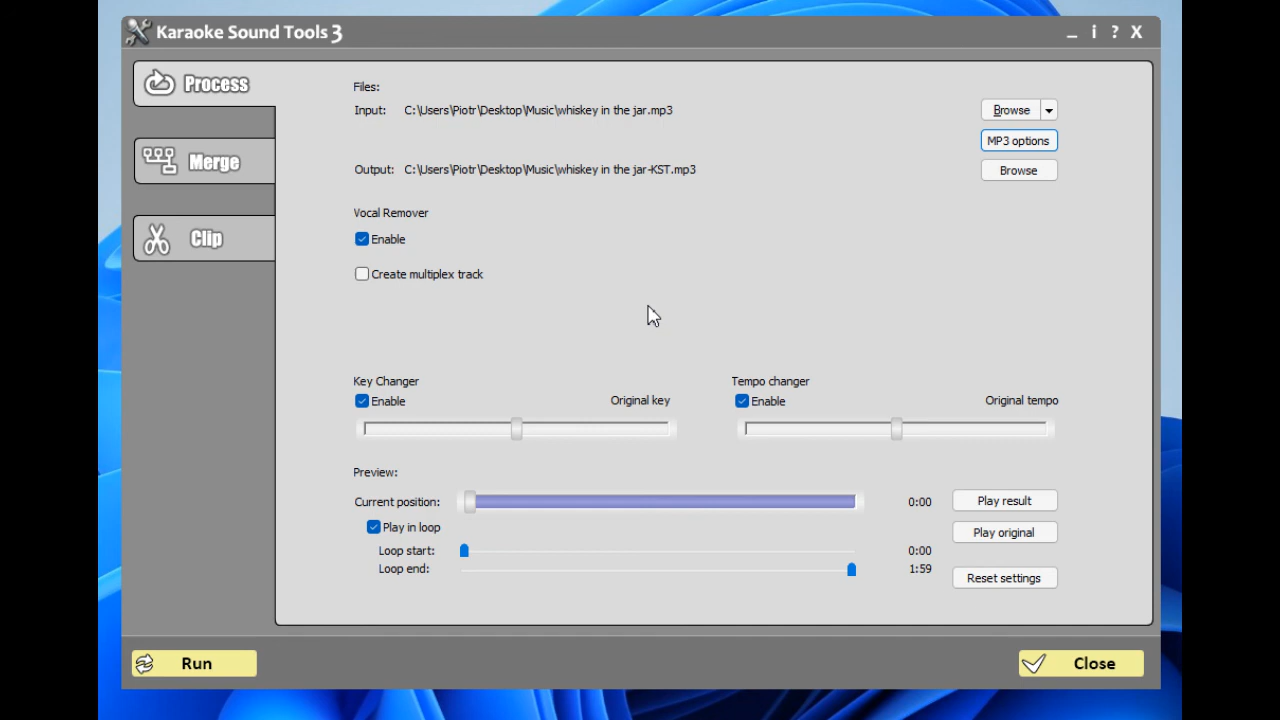 Karaoke Sound Tools 3
_ i ? X
Process
Merge
Clip
Files:
Input: C:\Users\Piotr\Desktop\Music\whiskey in the jar.mp3 Browse
MP3 options
Output: C:\Users\Piotr\Desktop\Music\whiskey in the jar-KST.mp3 Browse
Vocal Remover
Enable
Create multiplex track
Key Changer
Enable Original key
Tempo changer
Enable Original tempo
Preview:
Current position: 0:00 Play result
Play in loop Play original
Loop start: 0:00
Loop end: 1:59
Reset settings
Run
Close